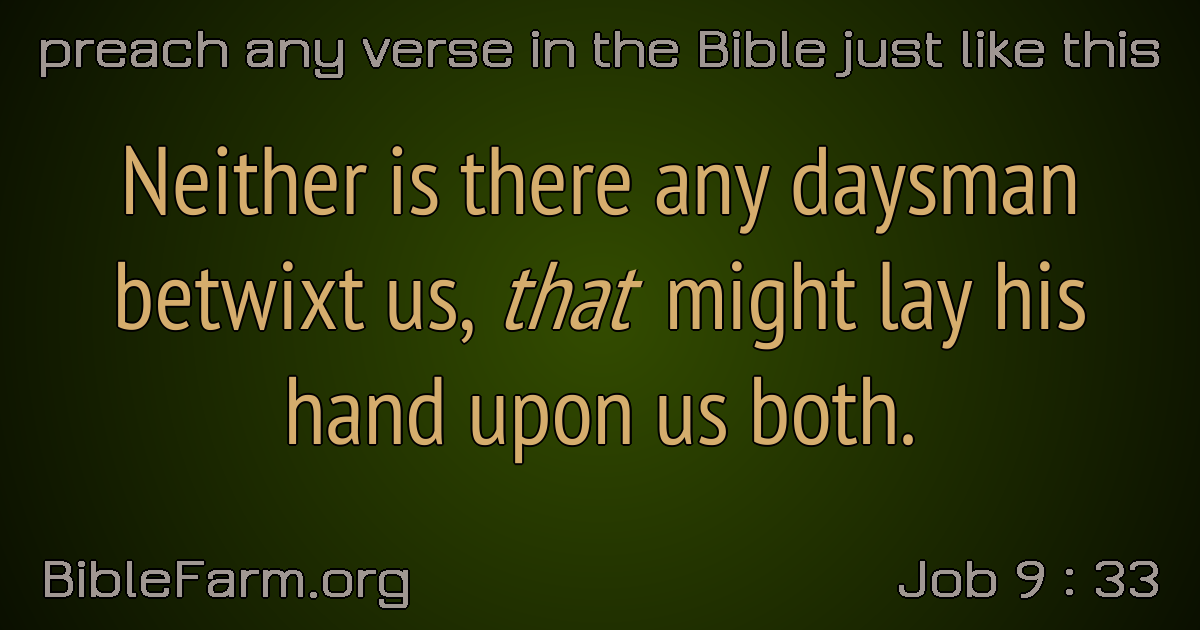 preach any verse in the Bible just like this
Neither is there any daysman
betwixt us, that might lay his
hand upon us both.
BibleFarm.org
Job 9 : 33